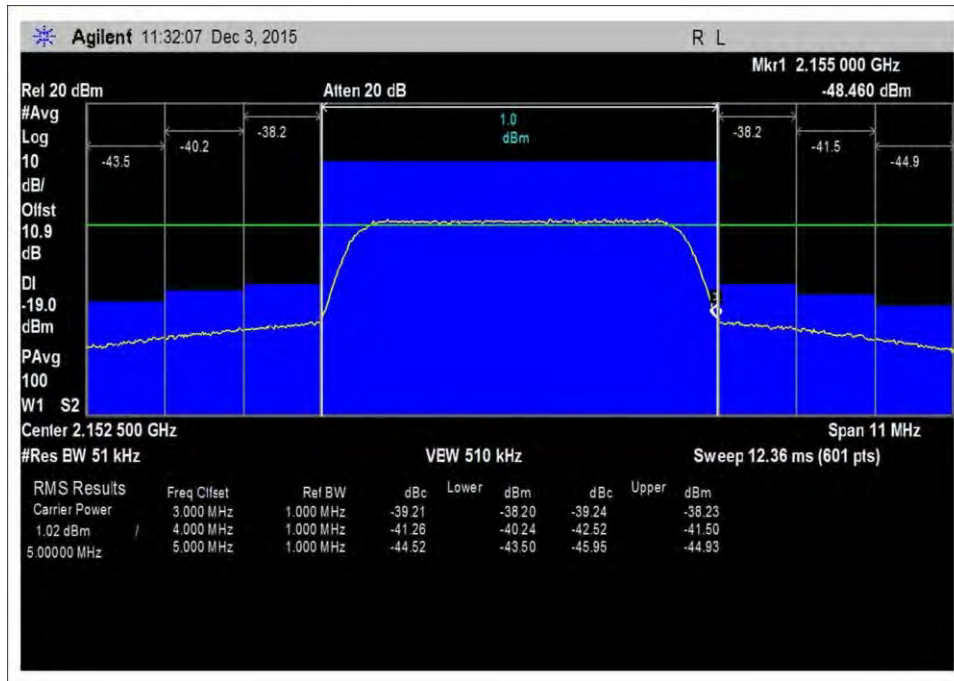 Agilent 11:32:07 Dec 3, 2015 R L
Mkr1 2.155 000 GHz
Ref 20 dBm Atten 20 dB -48.460 dBm
#Avg
Log
10
dB/
Offst
10.9
dB
DI
-19.0
dBm
PAvg
100
W1 S2
1.0
dBm
-43.5 -40.2 -38.2 -38.2 -41.5 -44.9
Center 2.152 500 GHz Span 11 MHz
#Res BW 51 kHz VBW 510 kHz Sweep 12.36 ms (601 pts)
RMS Results Freq Offset Ref BW dBc Lower dBm dBc Upper dBm
Carrier Power 3.000 MHz 1.000 MHz -39.21 -38.20 -39.24 -38.23
1.02 dBm / 4.000 MHz 1.000 MHz -41.26 -40.24 -42.52 -41.50
5.00000 MHz 5.000 MHz 1.000 MHz -44.52 -43.50 -45.95 -44.93